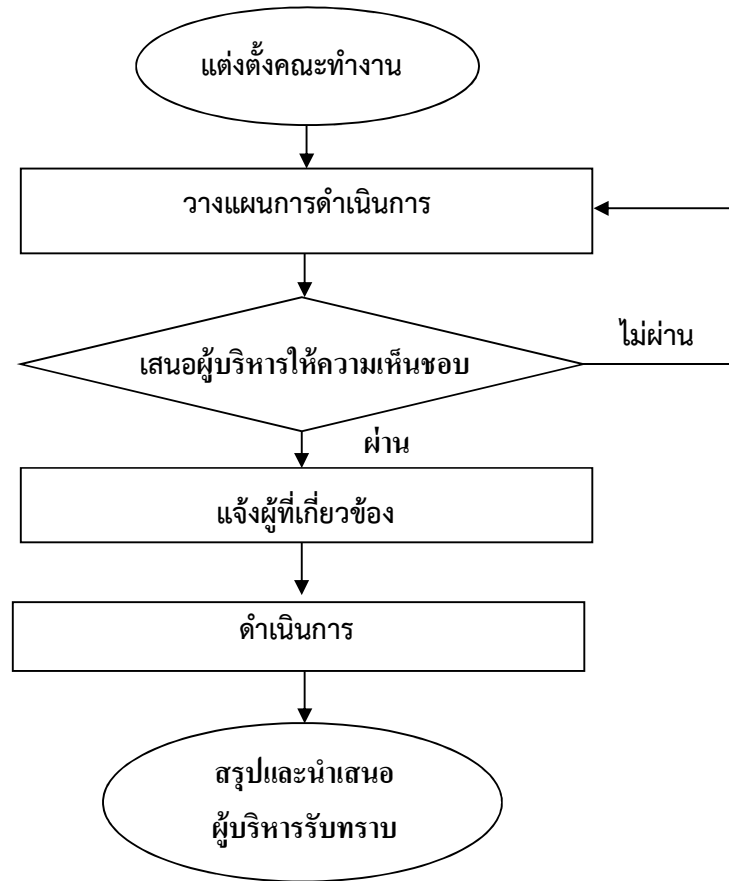 แต่งตั้งคณะทำงาน
วางแผนการดำเนินการ
เสนอผู้บริหารให้ความเห็นชอบ
ไม่ผ่าน
ผ่าน
แจ้งผู้ที่เกี่ยวข้อง
ดำเนินการ
สรุปและนำเสนอ
ผู้บริหารรับทราบ